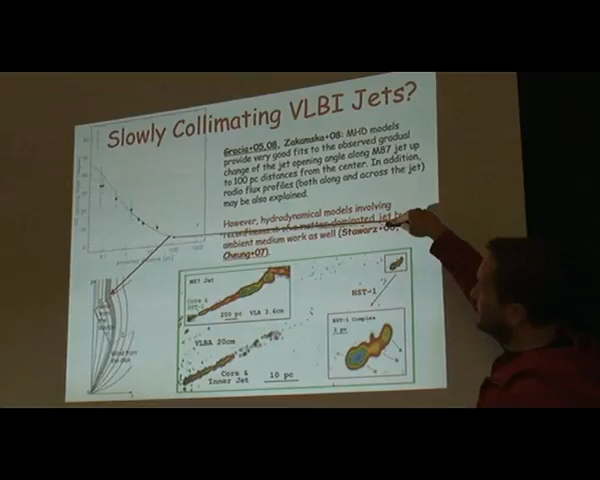 Slowly Collimating VLBI Jets?
Gracia+05,08, Zakamska+08: MHD models
provide very good fits to the observed gradual
change of the jet opening angle along M87 jet up
to 100 pc distances from the center. In addition,
radio flux profiles (both along and across the jet)
may be also explained.
However, hydrodynamical models involving
matter-dominated jet by
ambient medium work as well (Stawarz+06,
Cheung+07).
M87 Jet
Core &
HST-1
200 pc VLA 3.6cm
HST-1
VLBA 20cm
HST-1 Complex
3 pc
Core &
Inner Jet
10 pc